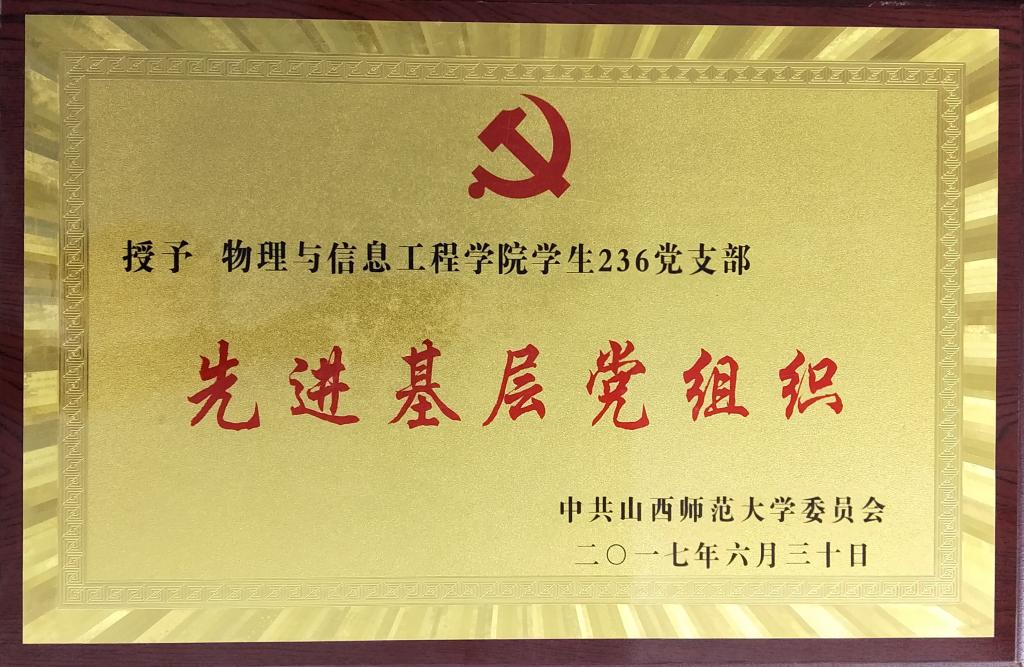 授予 物理与信息工程学院学生236党支部
先进基层党组织
中共山西师范大学委员会
二〇一七年六月三十日